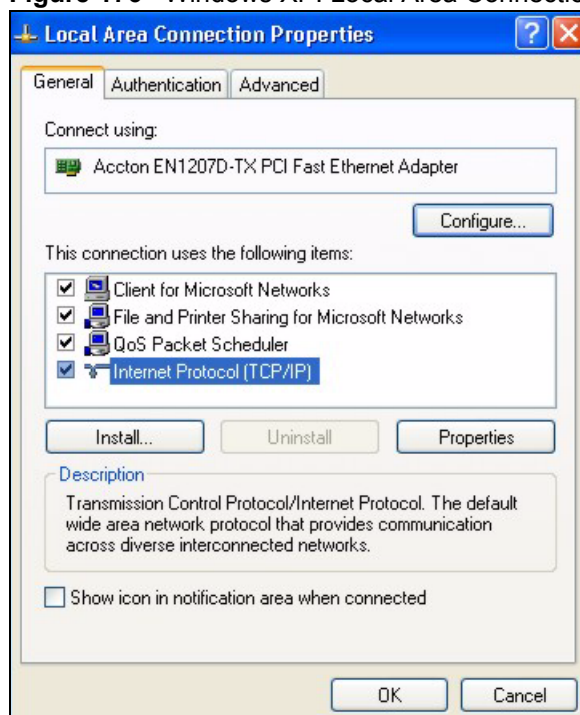 Local Area Connection Properties
General Authentication Advanced
Connect using:
Accton EN1207D-TX PCI Fast Ethernet Adapter
Configure...
This connection uses the following items:
Client for Microsoft Networks
File and Printer Sharing for Microsoft Networks
QoS Packet Scheduler
Internet Protocol (TCP/IP)
Install... Uninstall Properties
Description
Transmission Control Protocol/Internet Protocol. The default
wide area network protocol that provides communication
across diverse interconnected networks.
Show icon in notification area when connected
OK Cancel